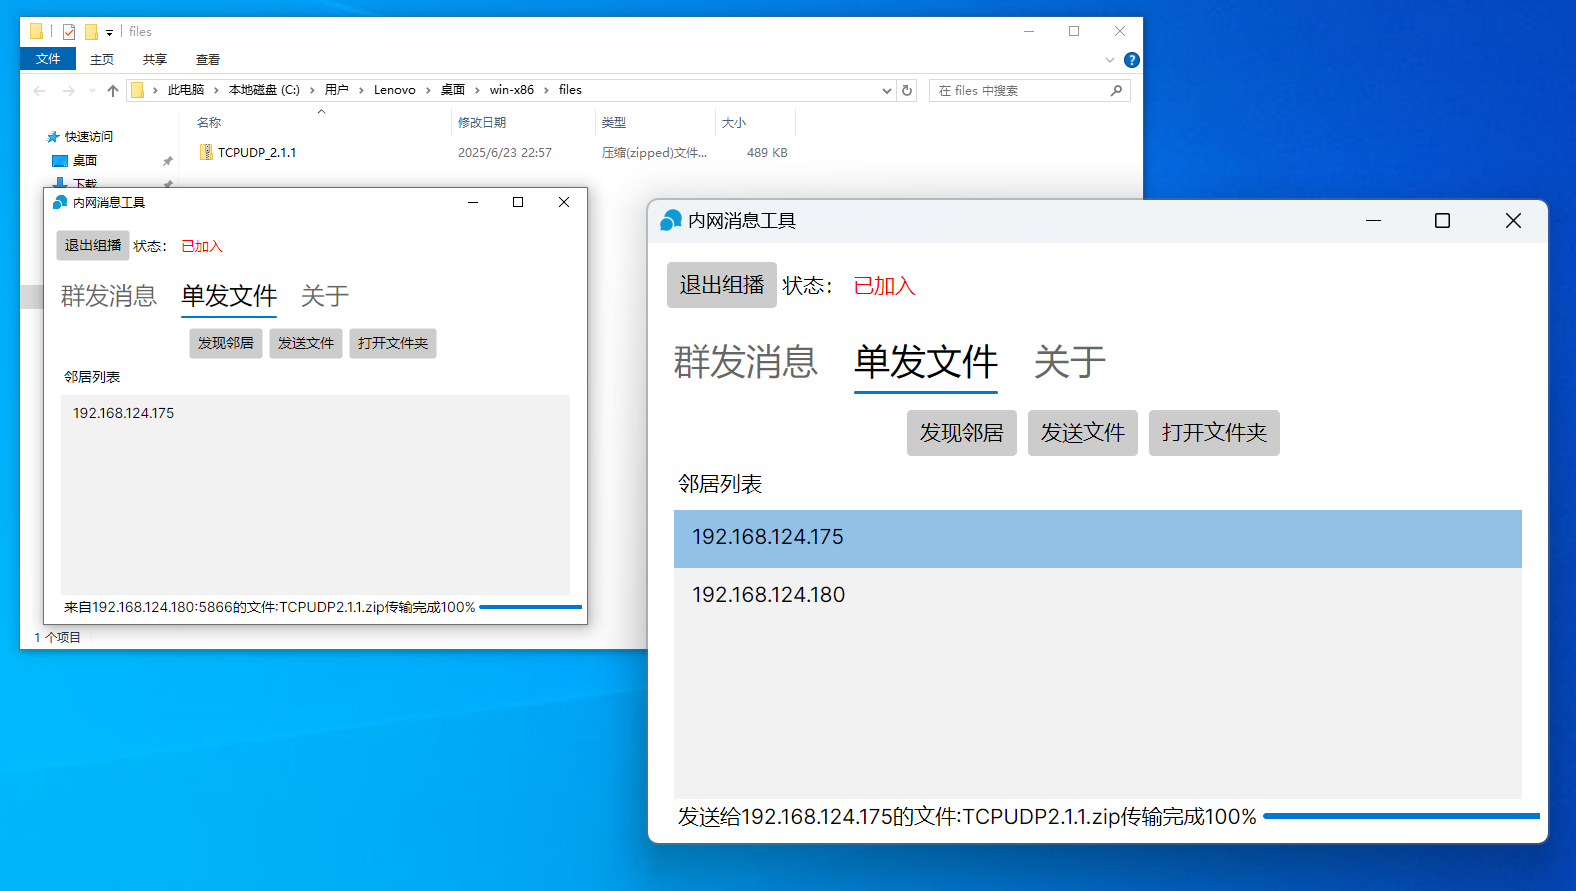 files
文件 主页 共享 查看
此电脑 › 本地磁盘 (C:) › 用户 › Lenovo › 桌面 › win-x86 › files
在 files 中搜索
名称 修改日期 类型 大小
快速访问
TCPUDP_2.1.1 2025/6/23 22:57 压缩(zipped)文件... 489 KB
桌面
下载
1 个项目
内网消息工具
退出组播 状态： 已加入
群发消息 单发文件 关于
发现邻居 发送文件 打开文件夹
邻居列表
192.168.124.175
来自192.168.124.180:5866的文件:TCPUDP2.1.1.zip传输完成100%
内网消息工具
退出组播 状态： 已加入
群发消息 单发文件 关于
发现邻居 发送文件 打开文件夹
邻居列表
192.168.124.175
192.168.124.180
发送给192.168.124.175的文件:TCPUDP2.1.1.zip传输完成100%